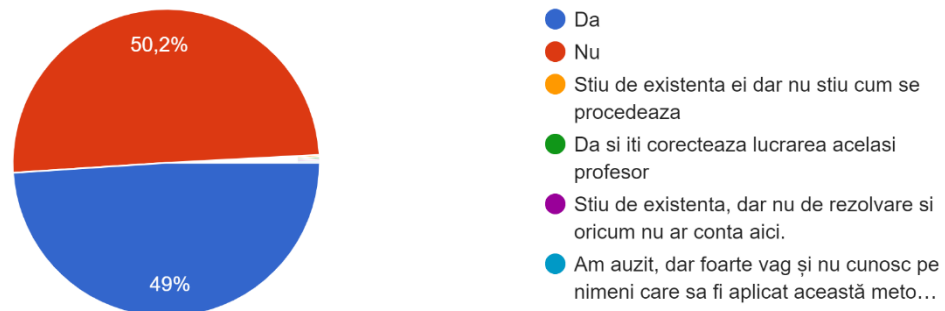 50,2%
49%
Da
Nu
Stiu de existenta ei dar nu stiu cum se
procedeaza
Da si iti corecteaza lucrarea acelasi
profesor
Stiu de existenta, dar nu de rezolvare si
oricum nu ar conta aici.
Am auzit, dar foarte vag și nu cunosc pe
nimeni care sa fi aplicat această meto…